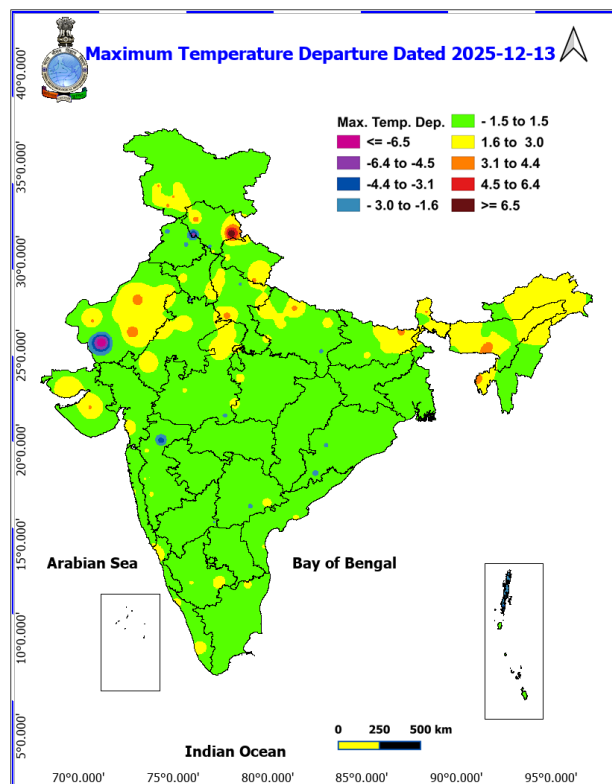 Maximum Temperature Departure Dated 2025-12-13
Max. Temp. Dep.
<= -6.5
-6.4 to -4.5
-4.4 to -3.1
- 3.0 to -1.6
- 1.5 to 1.5
1.6 to 3.0
3.1 to 4.4
4.5 to 6.4
>= 6.5
40°0.000'
35°0.000'
30°0.000'
25°0.000'
20°0.000'
15°0.000'
10°0.000'
5°0.000'
Arabian Sea
Bay of Bengal
Indian Ocean
0 250 500 km
70°0.000' 75°0.000' 80°0.000' 85°0.000' 90°0.000' 95°0.000'